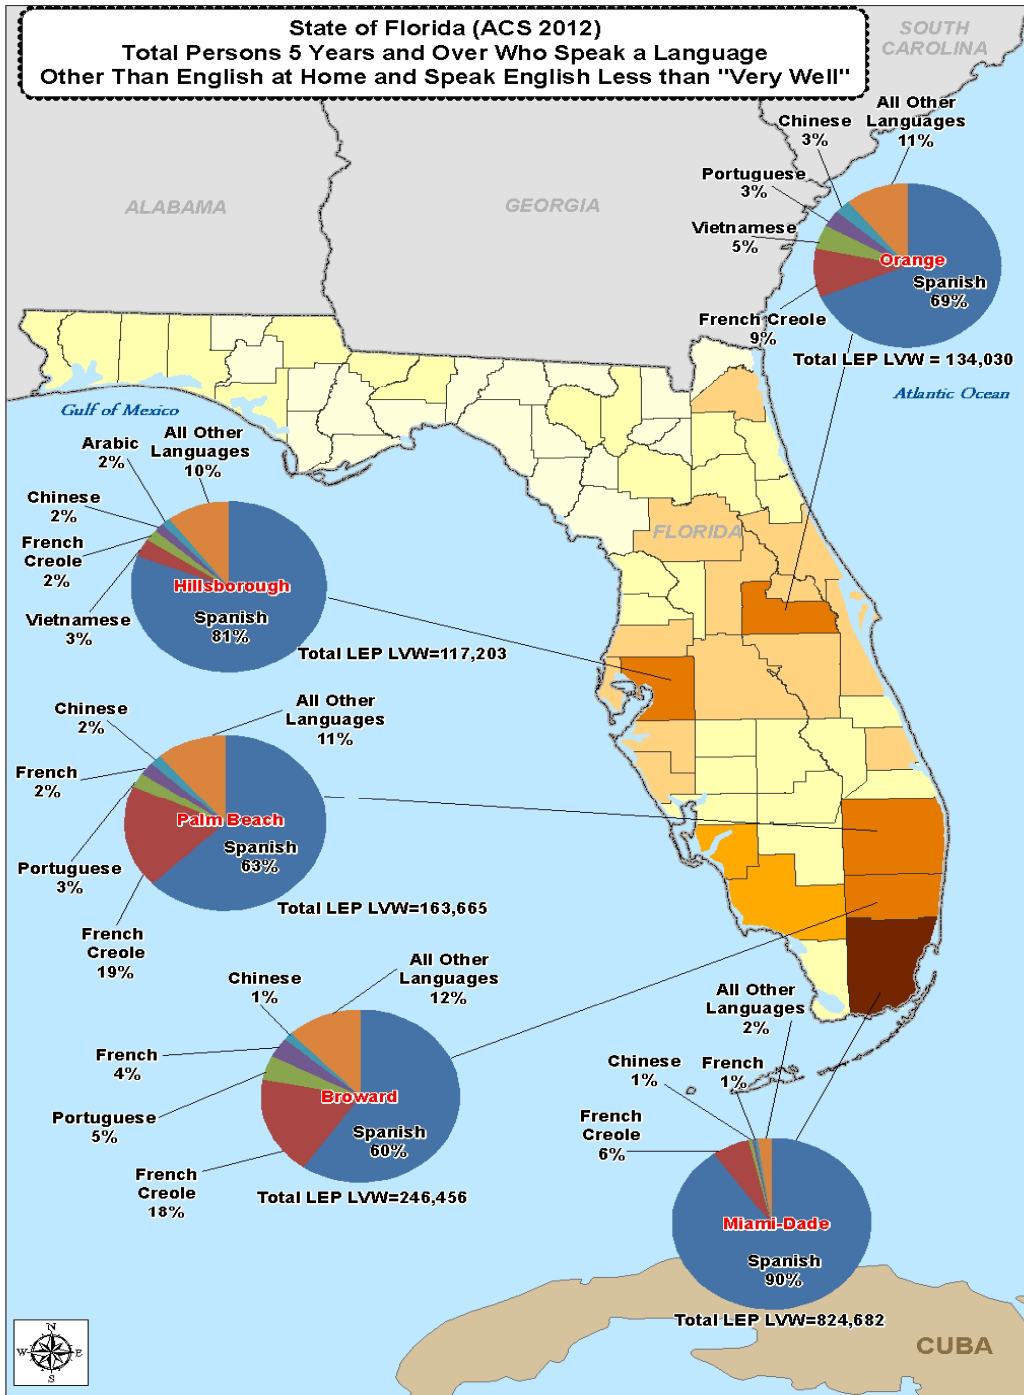 State of Florida (ACS 2012)
Total Persons 5 Years and Over Who Speak a Language
Other Than English at Home and Speak English Less than "Very Well"
SOUTH
CAROLINA
ALABAMA
GEORGIA
Chinese
3%
All Other
Languages
11%
Portuguese
3%
Vietnamese
5%
Orange
Spanish
69%
French Creole
9%
Total LEP LVW = 134,030
Gulf of Mexico
Atlantic Ocean
FLORIDA
Arabic
2%
All Other
Languages
10%
Chinese
2%
French
Creole
2%
Vietnamese
3%
Hillsborough
Spanish
81%
Total LEP LVW=117,203
Chinese
2%
All Other
Languages
11%
French
2%
Portuguese
3%
Palm Beach
Spanish
63%
French
Creole
19%
Total LEP LVW=163,665
Chinese
1%
All Other
Languages
12%
French
4%
Portuguese
5%
Broward
Spanish
60%
French
Creole
18%
Total LEP LVW=246,456
All Other
Languages
2%
Chinese
1%
French
1%
French
Creole
6%
Miami-Dade
Spanish
90%
Total LEP LVW=824,682
CUBA
N
W
E
S